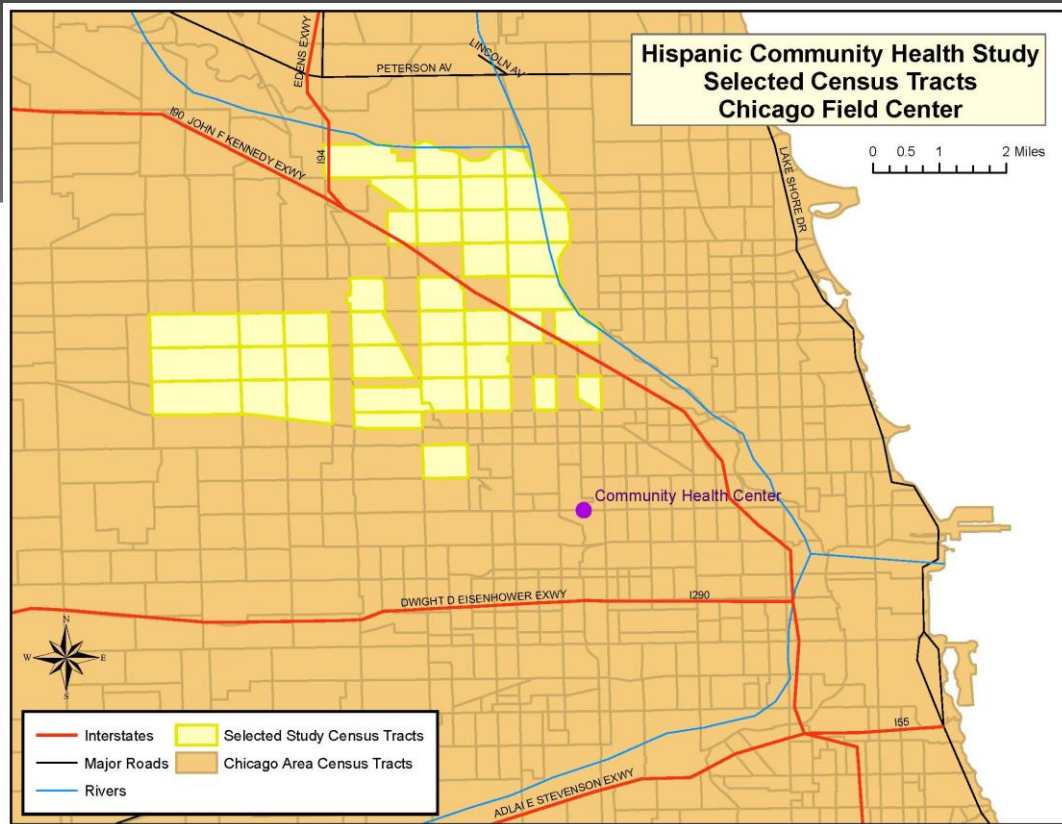 Hispanic Community Health Study
Selected Census Tracts
Chicago Field Center
0 0.5 1 2 Miles
EDENS EXWY
LINCOLN AV
PETERSON AV
I90 JOHN F KENNEDY EXWY
I94
LAKE SHORE DR
Community Health Center
DWIGHT D EISENHOWER EXWY
I290
N
W E
S
I55
ADLAI E STEVENSON EXWY
Interstates
Major Roads
Rivers
Selected Study Census Tracts
Chicago Area Census Tracts